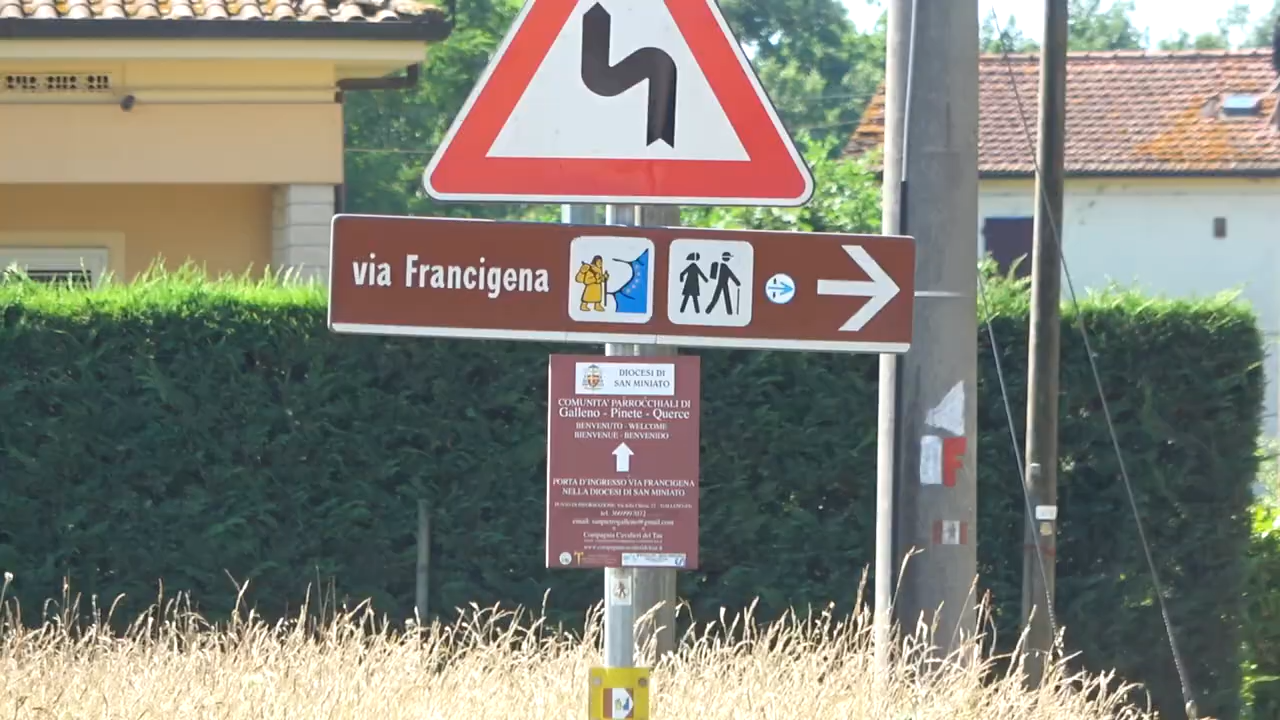 via Francigena
DIOCESI DI
SAN MINIATO
COMUNITA' PARROCCHIALI DI
Galleno - Pinete - Querce
BENVENUTO - WELCOME
BIENVENUE - BENVENIDO
PORTA D'INGRESSO VIA FRANCIGENA
NELLA DIOCESI DI SAN MINIATO
Compagnia Cavalieri del Tau
F